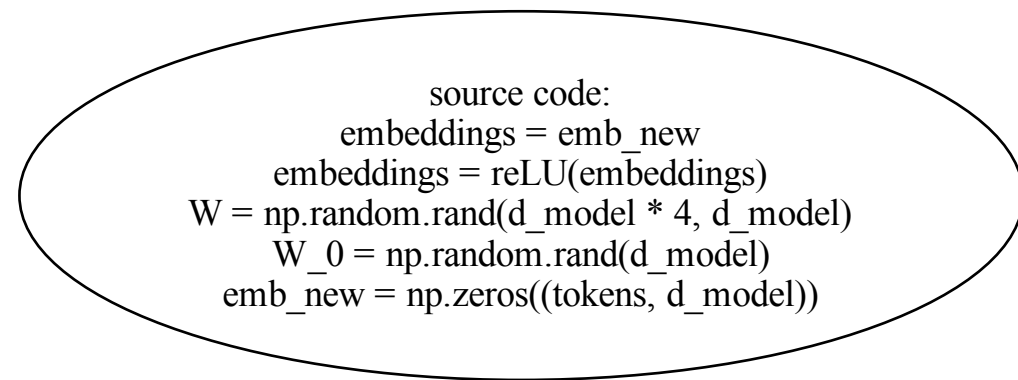 source code:
embeddings = emb_new
embeddings = reLU(embeddings)
W = np.random.rand(d_model * 4, d_model)
W_0 = np.random.rand(d_model)
emb_new = np.zeros((tokens, d_model))